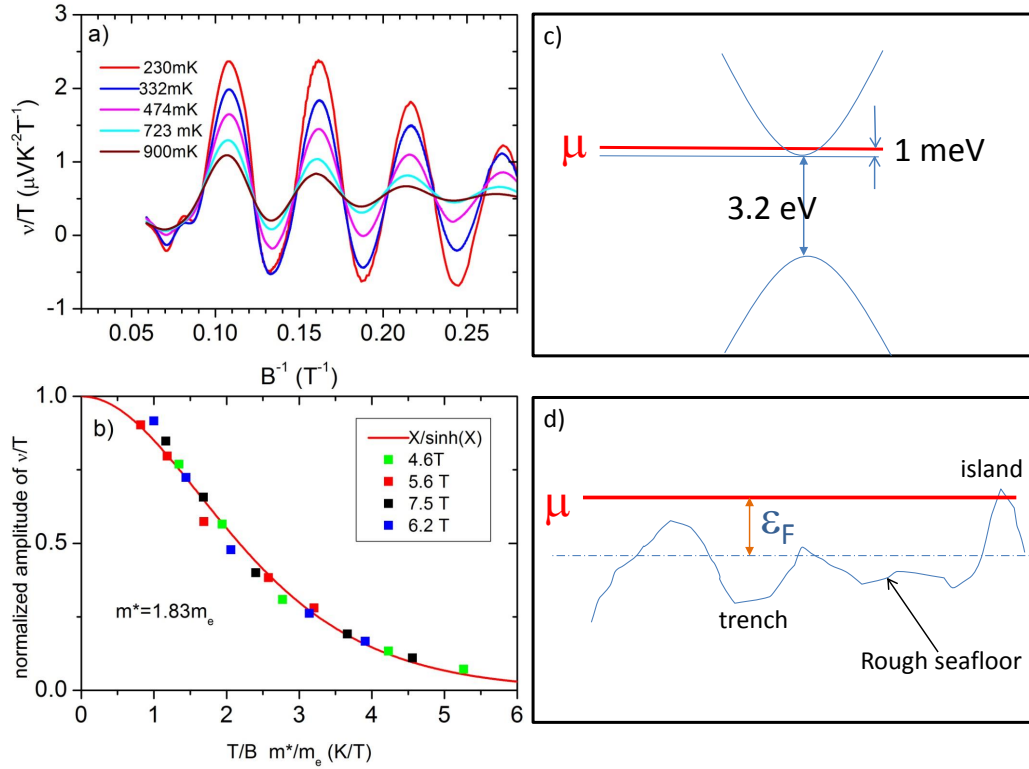 a)
3
2
1
0
-1
ν/T (μVK⁻²T⁻¹)
230mK
332mK
474mK
723 mK
900mK
0.05 0.10 0.15 0.20 0.25
B⁻¹ (T⁻¹)
c)
μ
1 meV
3.2 eV
b)
1.0
0.5
0.0
normalized amplitude of ν/T
X/sinh(X)
4.6T
5.6 T
7.5 T
6.2 T
m*=1.83mₑ
0 1 2 3 4 5 6
T/B m*/mₑ (K/T)
d)
island
μ
εF
trench
Rough seafloor